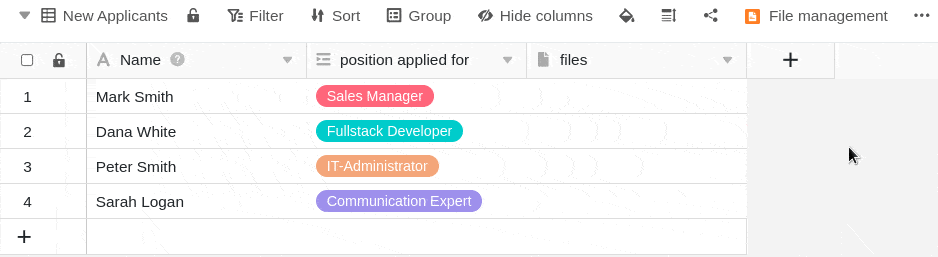 New Applicants Filter Sort Group Hide columns File management
Name ? position applied for files
1 Mark Smith Sales Manager
2 Dana White Fullstack Developer
3 Peter Smith IT-Administrator
4 Sarah Logan Communication Expert